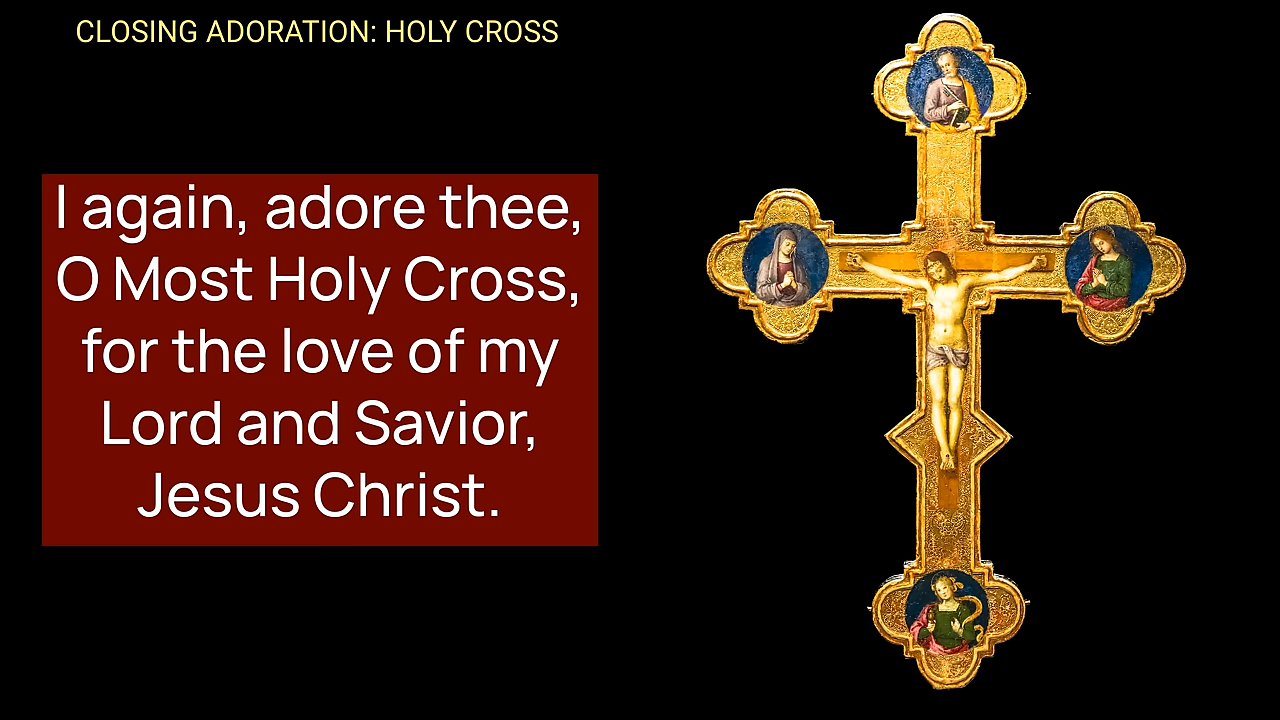 CLOSING ADORATION: HOLY CROSS
I again, adore thee,
O Most Holy Cross,
for the love of my
Lord and Savior,
Jesus Christ.